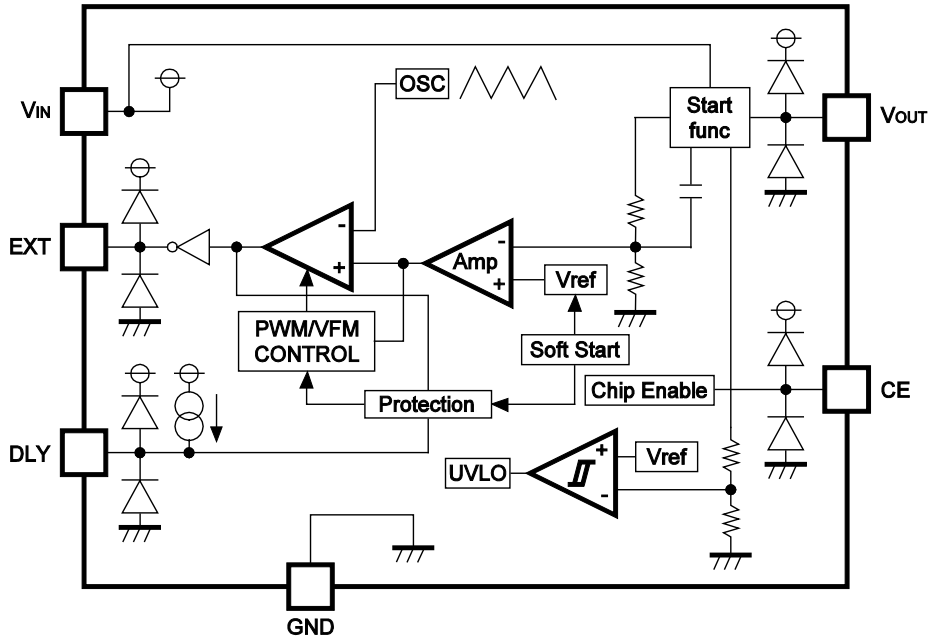 OSC
VIN
Start
func
VOUT
EXT
-
+
-
Amp
+
Vref
PWM/VFM
CONTROL
Soft Start
Chip Enable
CE
Protection
DLY
UVLO
+
-
Vref
GND